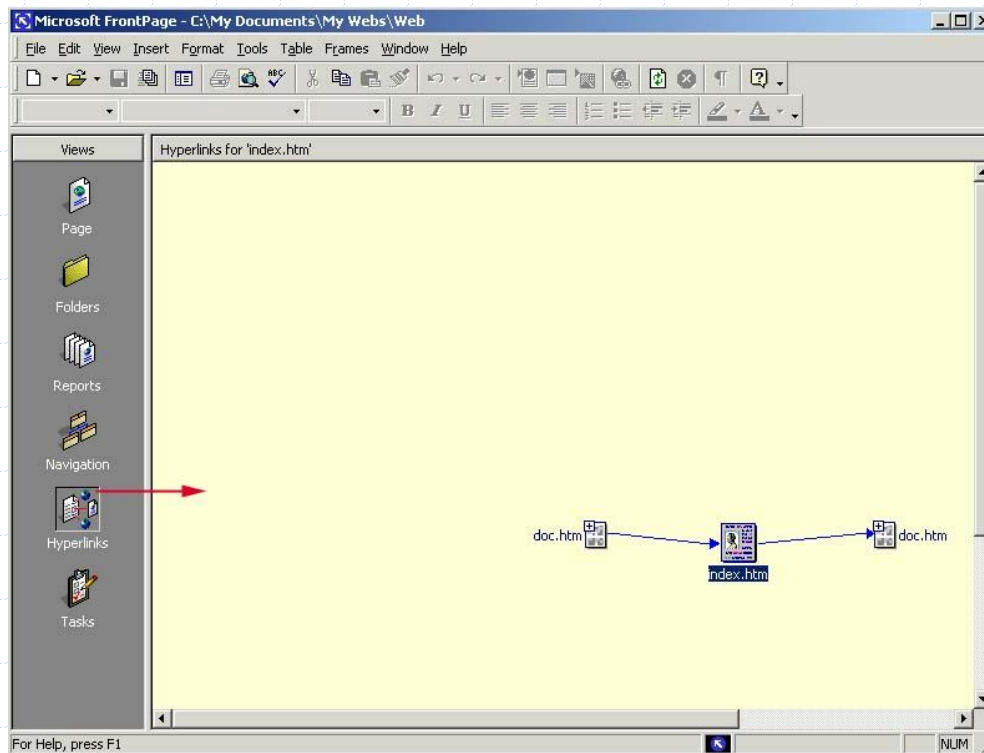 Microsoft FrontPage - C:\My Documents\My Webs\Web
File Edit View Insert Format Tools Table Frames Window Help
ABC
B I U A
Views
Hyperlinks for 'index.htm'
Page
Folders
Reports
Navigation
Hyperlinks
Tasks
doc.htm
index.htm
doc.htm
For Help, press F1
NUM